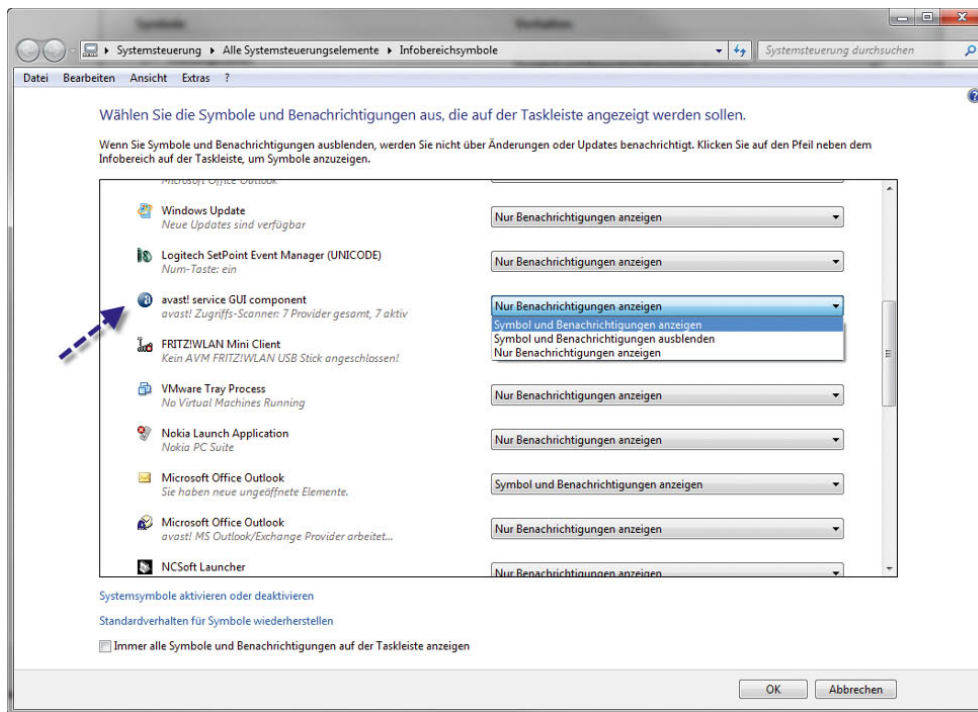 Systemsteuerung ▸ Alle Systemsteuerungselemente ▸ Infobereichsymbole
Systemsteuerung durchsuchen
Datei Bearbeiten Ansicht Extras ?
Wählen Sie die Symbole und Benachrichtigungen aus, die auf der Taskleiste angezeigt werden sollen.
Wenn Sie Symbole und Benachrichtigungen ausblenden, werden Sie nicht über Änderungen oder Updates benachrichtigt. Klicken Sie auf den Pfeil neben dem
Infobereich auf der Taskleiste, um Symbole anzuzeigen.
Microsoft Office Outlook
Windows Update
Neue Updates sind verfügbar
Nur Benachrichtigungen anzeigen
Logitech SetPoint Event Manager (UNICODE)
Num-Taste: ein
Nur Benachrichtigungen anzeigen
avast! service GUI component
avast! Zugriffs-Scanner: 7 Provider gesamt, 7 aktiv
Nur Benachrichtigungen anzeigen
Symbol und Benachrichtigungen anzeigen
Symbol und Benachrichtigungen ausblenden
Nur Benachrichtigungen anzeigen
FRITZ!WLAN Mini Client
Kein AVM FRITZ!WLAN USB Stick angeschlossen!
VMware Tray Process
No Virtual Machines Running
Nur Benachrichtigungen anzeigen
Nokia Launch Application
Nokia PC Suite
Nur Benachrichtigungen anzeigen
Microsoft Office Outlook
Sie haben neue ungeöffnete Elemente.
Symbol und Benachrichtigungen anzeigen
Microsoft Office Outlook
avast! MS Outlook/Exchange Provider arbeitet...
Nur Benachrichtigungen anzeigen
NCSoft Launcher
Nur Benachrichtigungen anzeigen
Systemsymbole aktivieren oder deaktivieren
Standardverhalten für Symbole wiederherstellen
Immer alle Symbole und Benachrichtigungen auf der Taskleiste anzeigen
OK
Abbrechen